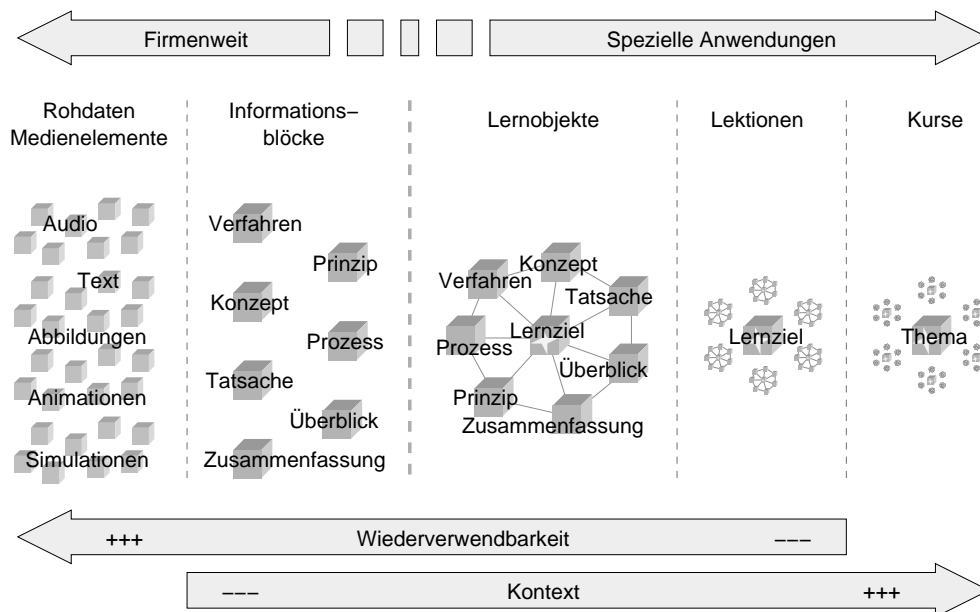 Firmenweit
Spezielle Anwendungen
Rohdaten
Medienelemente
Informations–
blöcke
Lernobjekte
Lektionen
Kurse
Audio
Text
Abbildungen
Animationen
Simulationen
Verfahren
Prinzip
Konzept
Prozess
Tatsache
Überblick
Zusammenfassung
Konzept
Verfahren
Tatsache
Lernziel
Prozess
Überblick
Prinzip
Zusammenfassung
Lernziel
Thema
+++ Wiederverwendbarkeit –––
––– Kontext +++